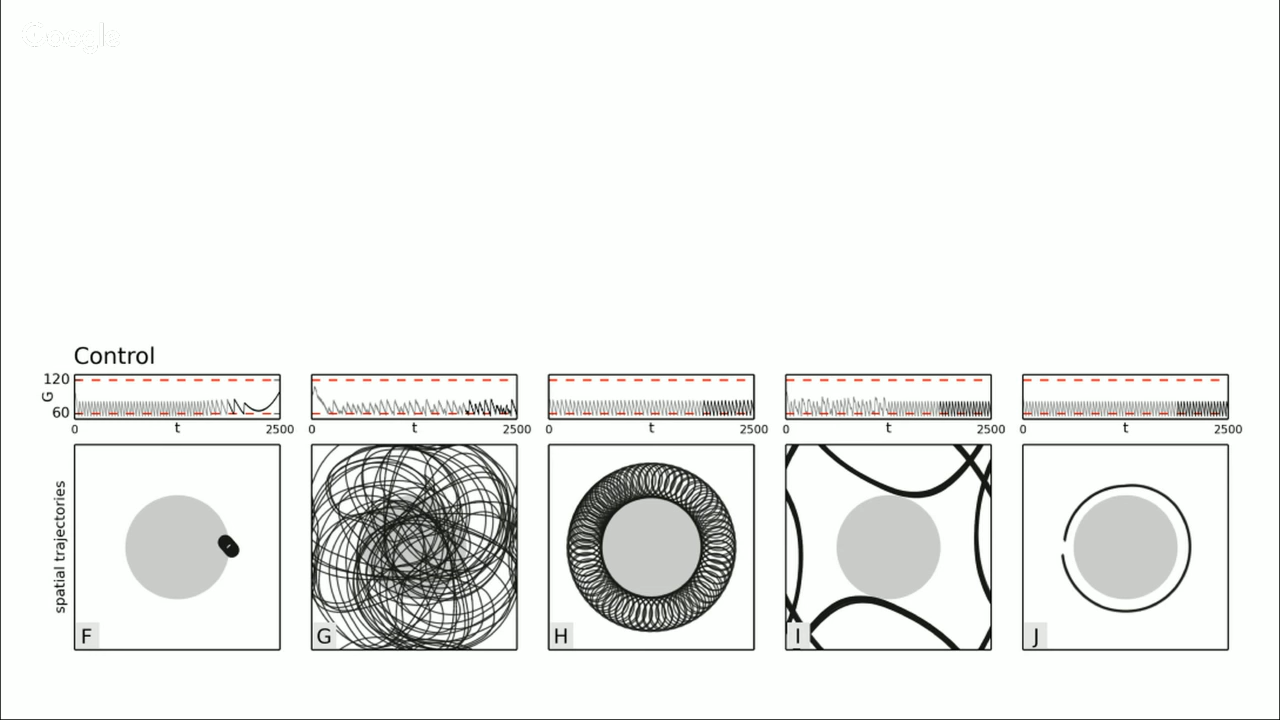 Google
Control
120
G
60
0 t 2500
0 t 2500
0 t 2500
0 t 2500
0 t 2500
spatial trajectories
F
G
H
I
J